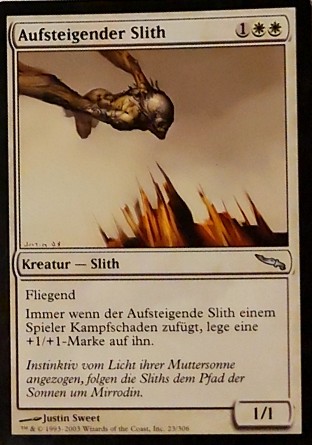 Aufsteigender Slith 1
Kreatur — Slith
Fliegend
Immer wenn der Aufsteigende Slith einem
Spieler Kampfschaden zufügt, lege eine
+1/+1-Marke auf ihn.
Instinktiv vom Licht ihrer Muttersonne
angezogen, folgen die Sliths dem Pfad der
Sonnen um Mirrodin.
Justin Sweet
™ & © 1993-2003 Wizards of the Coast, Inc. 23/306
1/1